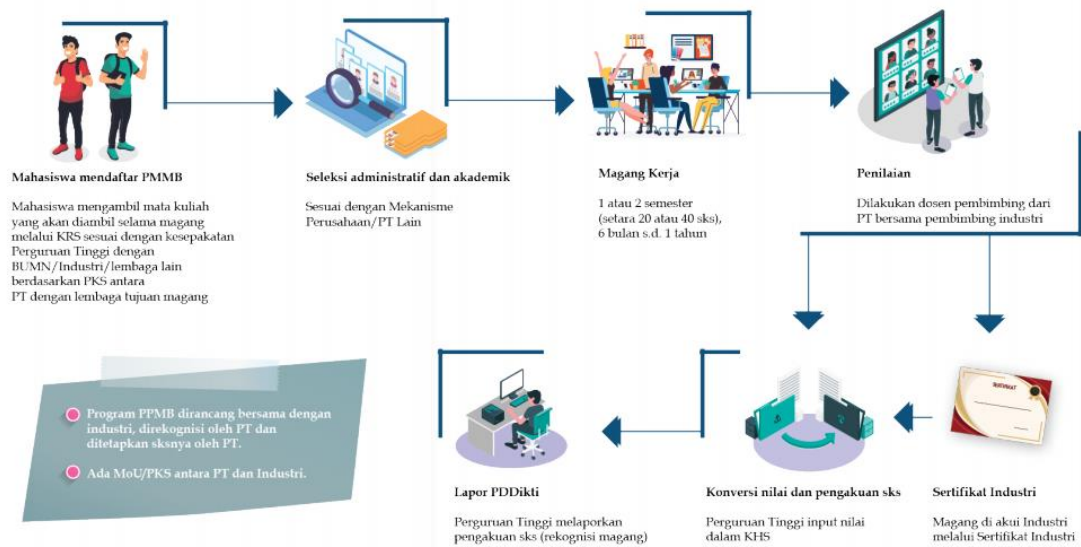 Mahasiswa mendaftar PMMB
Mahasiswa mengambil mata kuliah
yang akan diambil selama magang
melalui KRS sesuai dengan kesepakatan
Perguruan Tinggi dengan
BUMN/Industri/lembaga lain
berdasarkan PKS antara
PT dengan lembaga tujuan magang
Seleksi administratif dan akademik
Sesuai dengan Mekanisme
Perusahaan/PT Lain
Magang Kerja
1 atau 2 semester
(setara 20 atau 40 sks),
6 bulan s.d. 1 tahun
Penilaian
Dilakukan dosen pembimbing dari
PT bersama pembimbing industri
Program PPMB dirancang bersama dengan
industri, direkognisi oleh PT dan
ditetapkan sksnya oleh PT.
Ada MoU/PKS antara PT dan Industri.
Lapor PDDikti
Perguruan Tinggi melaporkan
pengakuan sks (rekognisi magang)
Konversi nilai dan pengakuan sks
Perguruan Tinggi input nilai
dalam KHS
SERTIFIKAT
Sertifikat Industri
Magang di akui Industri
melalui Sertifikat Industri